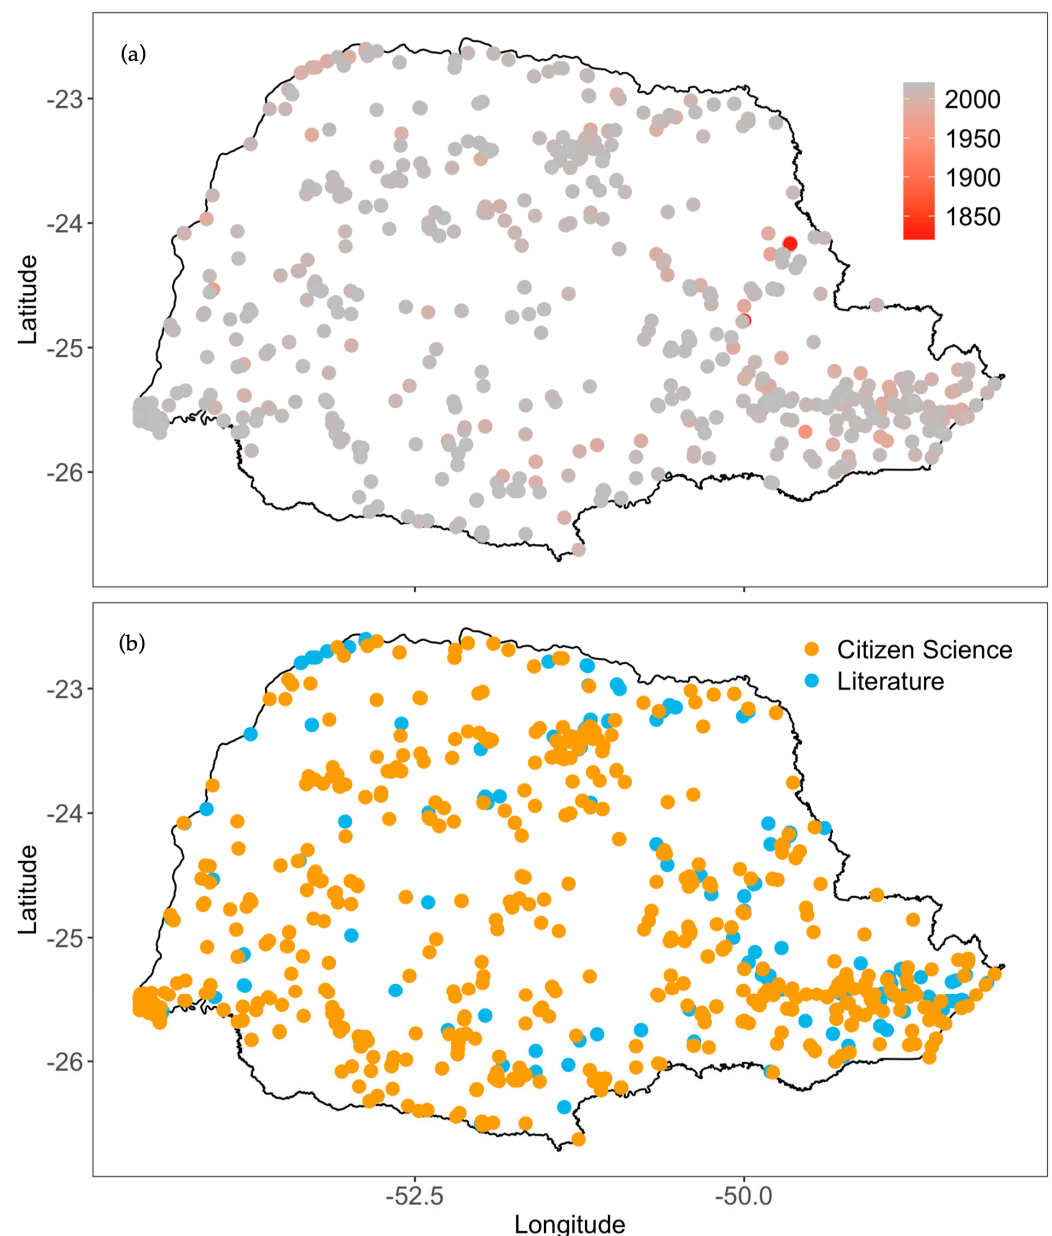 (a)
2000
1950
1900
1850
-23
-24
-25
-26
Latitude
(b)
Citizen Science
Literature
-23
-24
-25
-26
Latitude
-52.5
-50.0
Longitude